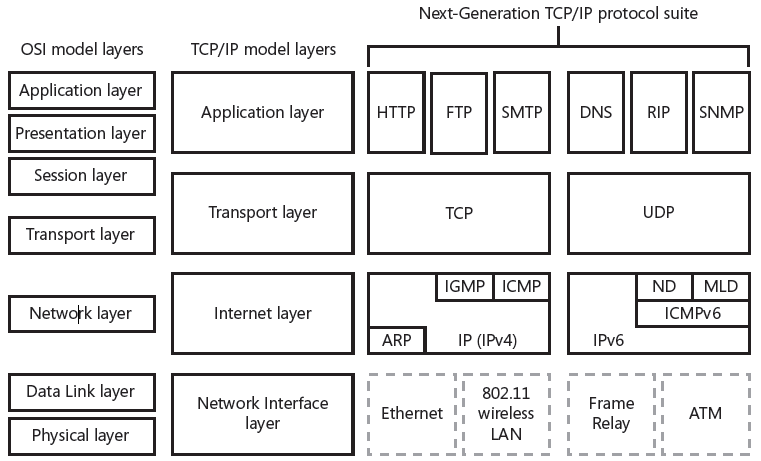 Next-Generation TCP/IP protocol suite
OSI model layers
TCP/IP model layers
Application layer
Presentation layer
Session layer
Transport layer
Network layer
Data Link layer
Physical layer
Application layer
Transport layer
Internet layer
Network Interface
layer
HTTP
FTP
SMTP
DNS
RIP
SNMP
TCP
UDP
IGMP
ICMP
ARP
IP (IPv4)
ND
MLD
ICMPv6
IPv6
Ethernet
802.11
wireless
LAN
Frame
Relay
ATM